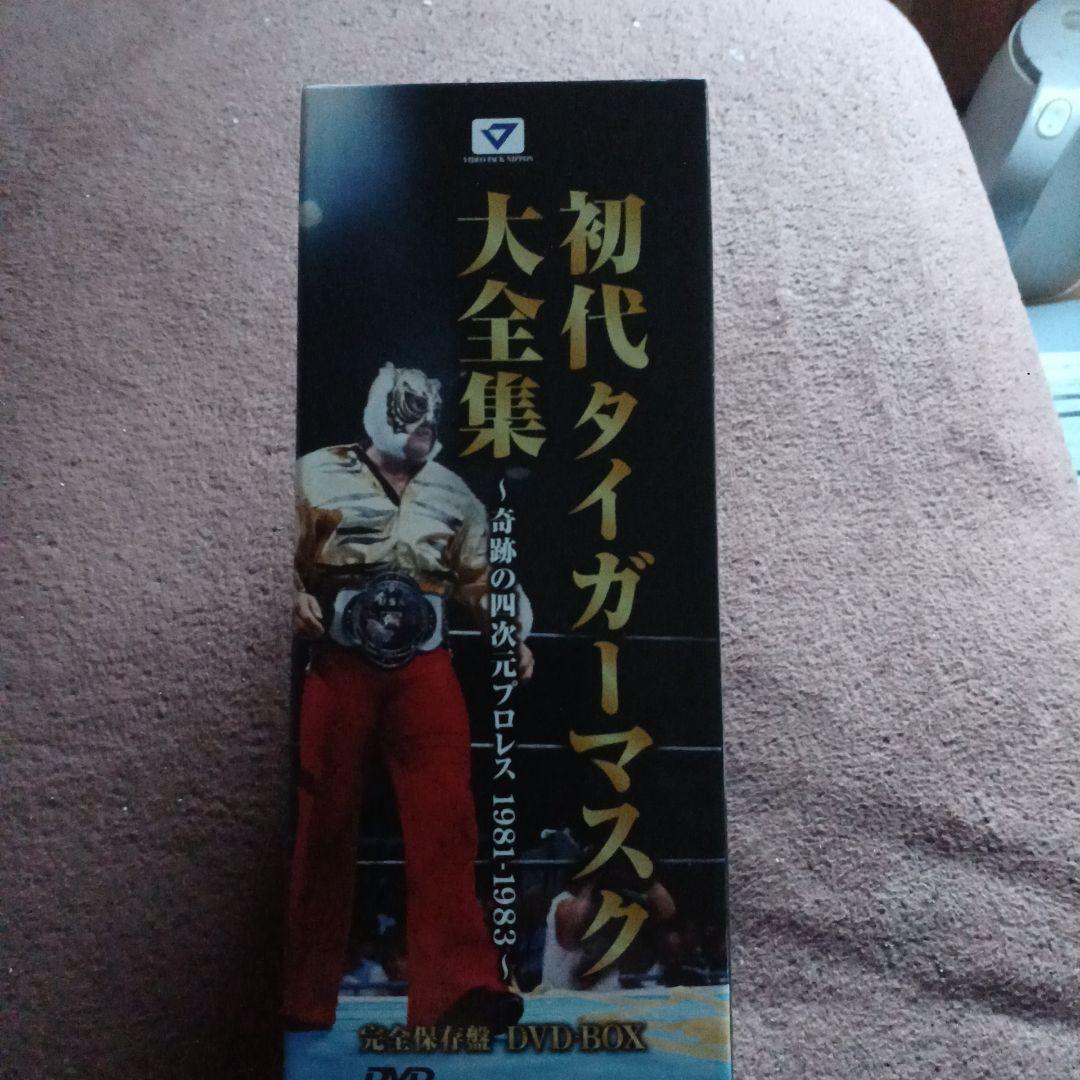 VIDEO PACK NIPPON
初代タイガーマスク
大全集
～奇跡の四次元プロレス 1981-1983～
完全保存盤 DVD-BOX
DVD